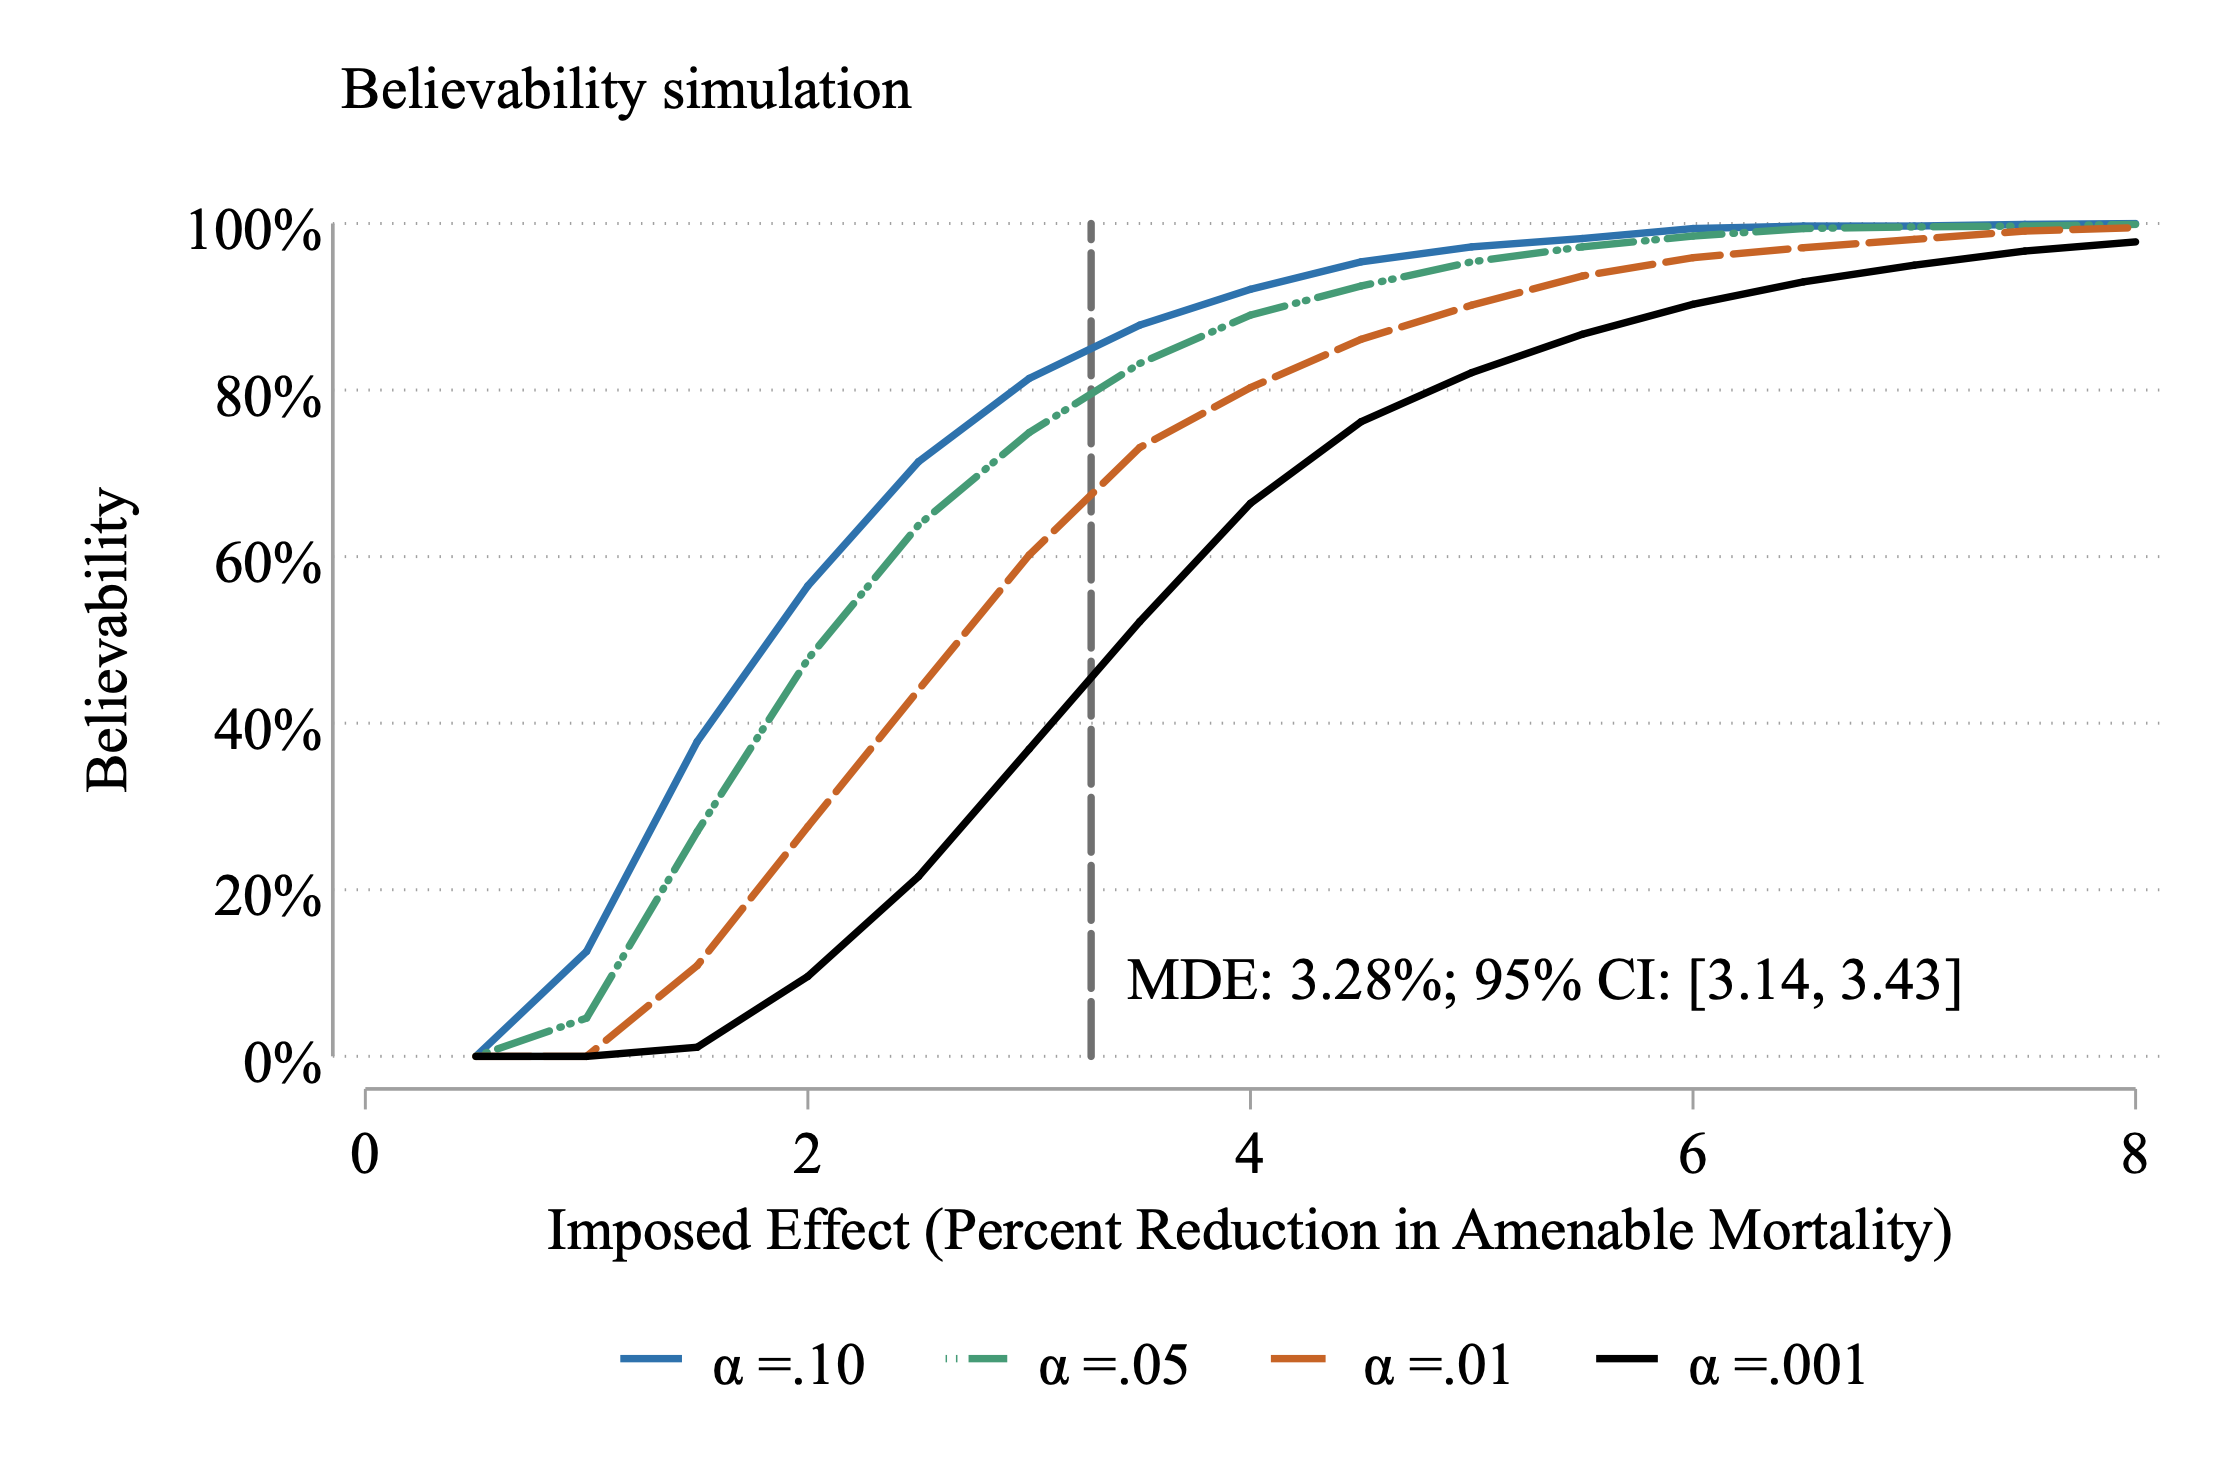 Believability simulation
100%
80%
60%
40%
20%
0%
Believability
MDE: 3.28%; 95% CI: [3.14, 3.43]
0 2 4 6 8
Imposed Effect (Percent Reduction in Amenable Mortality)
α =.10 α =.05 α =.01 α =.001